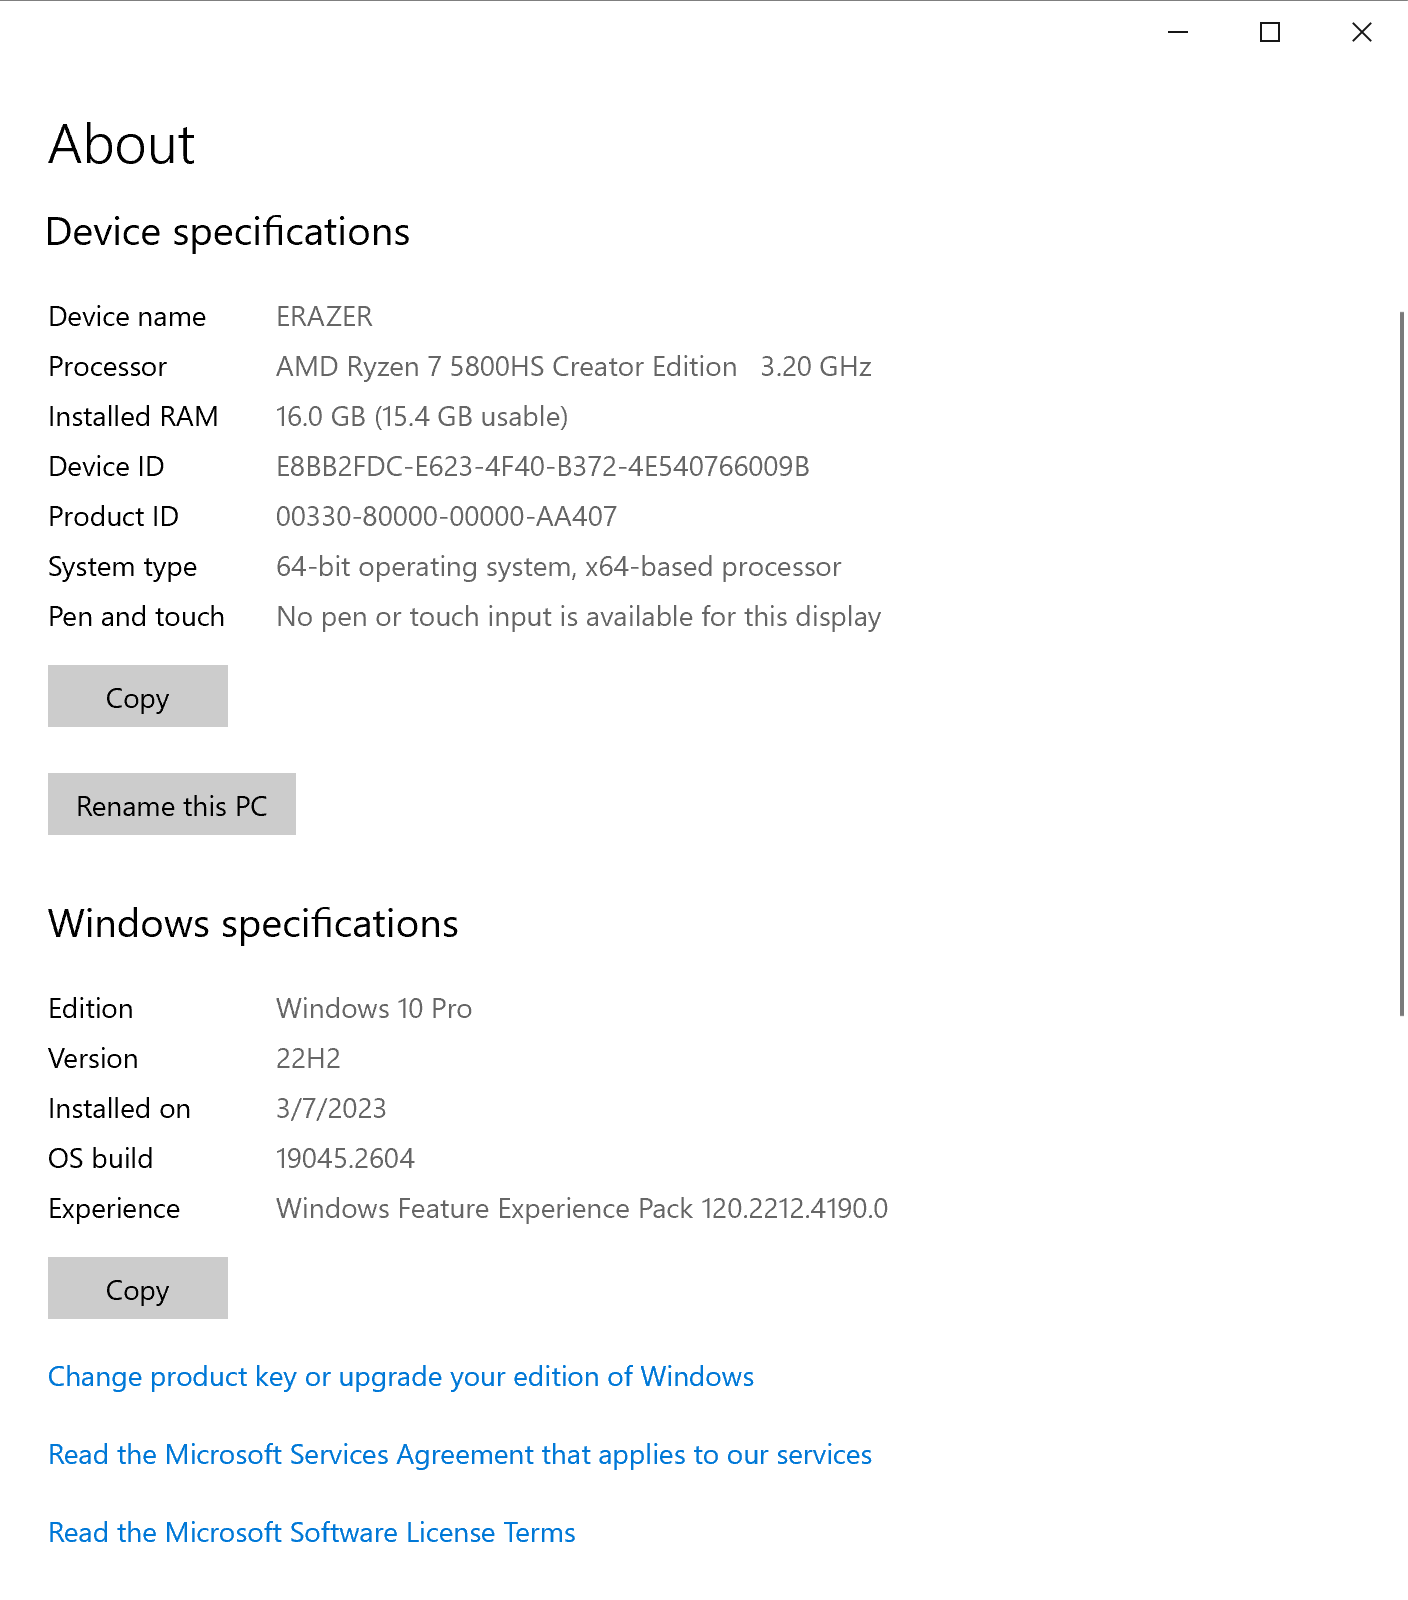 About
Device specifications
Device name ERAZER
Processor AMD Ryzen 7 5800HS Creator Edition 3.20 GHz
Installed RAM 16.0 GB (15.4 GB usable)
Device ID E8BB2FDC-E623-4F40-B372-4E540766009B
Product ID 00330-80000-00000-AA407
System type 64-bit operating system, x64-based processor
Pen and touch No pen or touch input is available for this display
Copy
Rename this PC
Windows specifications
Edition Windows 10 Pro
Version 22H2
Installed on 3/7/2023
OS build 19045.2604
Experience Windows Feature Experience Pack 120.2212.4190.0
Copy
Change product key or upgrade your edition of Windows
Read the Microsoft Services Agreement that applies to our services
Read the Microsoft Software License Terms